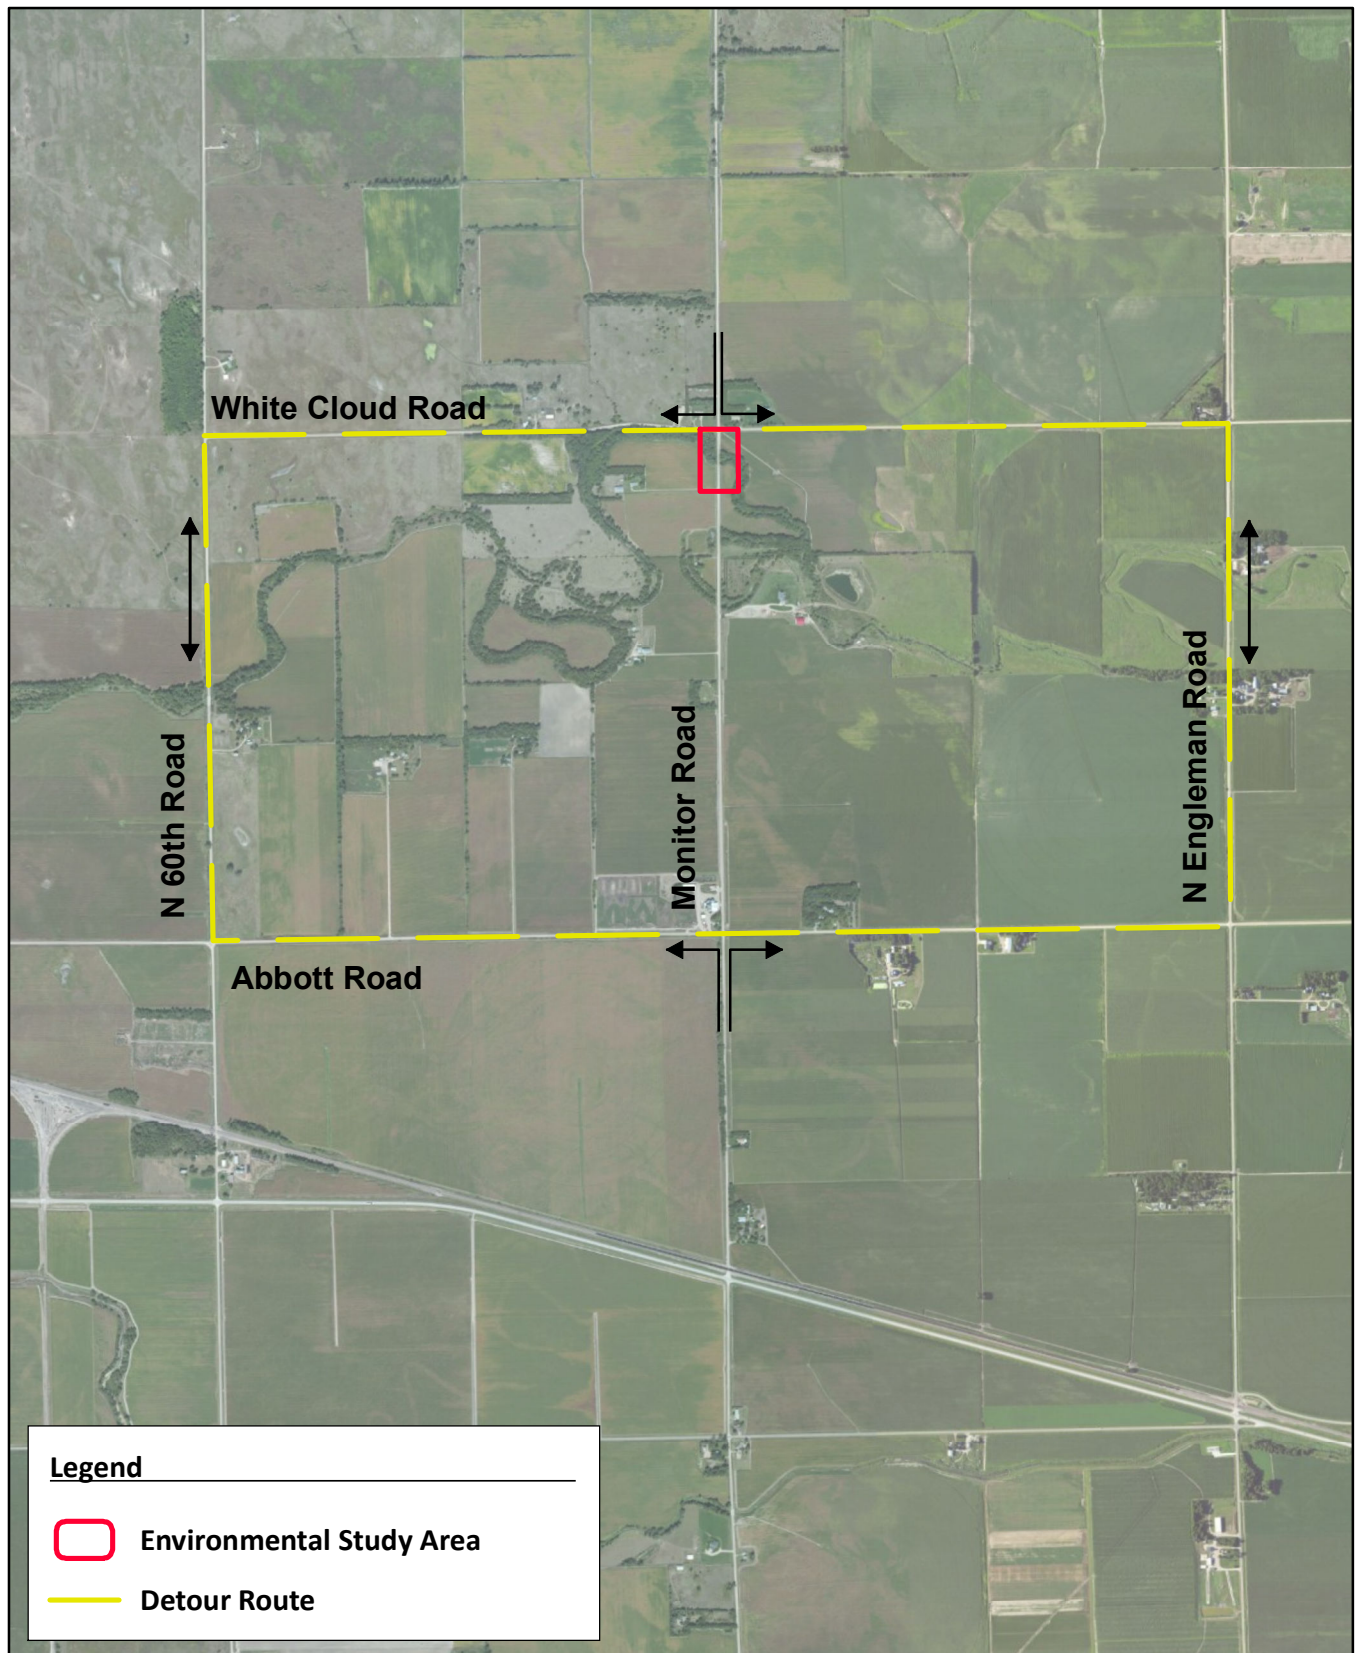 White Cloud Road
N 60th Road
Monitor Road
N Engleman Road
Abbott Road
Legend
Environmental Study Area
Detour Route